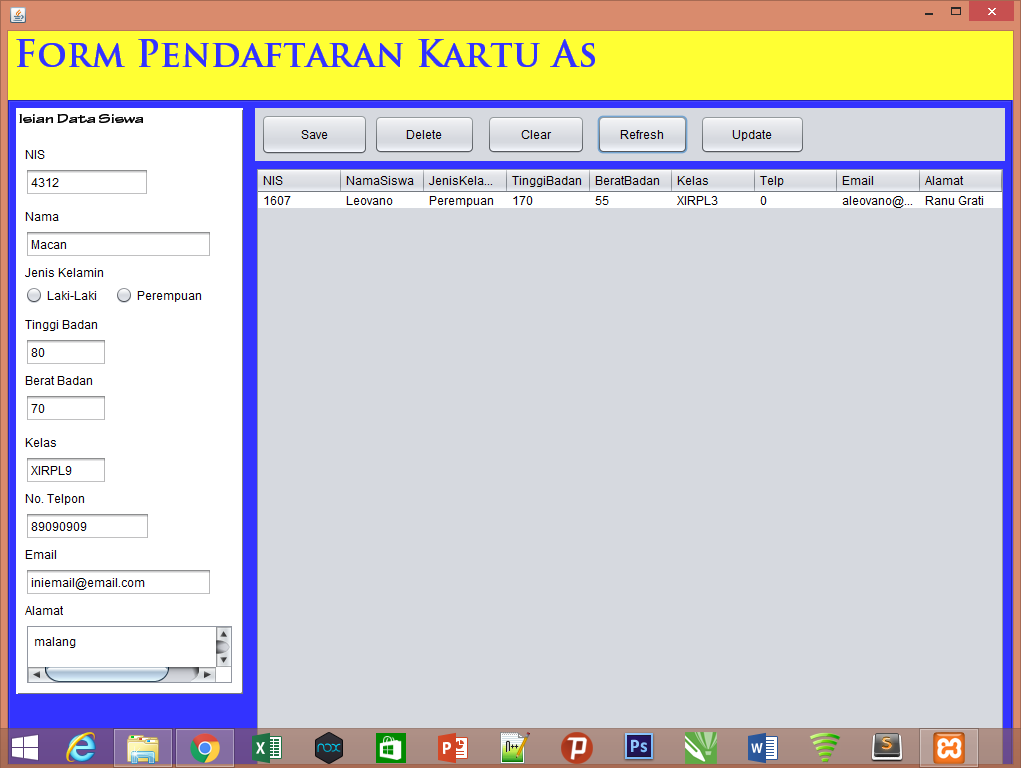 Form Pendaftaran Kartu As
Isian Data Siswa
NIS
4312
Nama
Macan
Jenis Kelamin
Laki-Laki Perempuan
Tinggi Badan
80
Berat Badan
70
Kelas
XIRPL9
No. Telpon
89090909
Email
iniemail@email.com
Alamat
malang
Save Delete Clear Refresh Update
NIS NamaSiswa JenisKela... TinggiBadan BeratBadan Kelas Telp Email Alamat
1607 Leovano Perempuan 170 55 XIRPL3 0 aleovano@... Ranu Grati
nox
n++
Ps